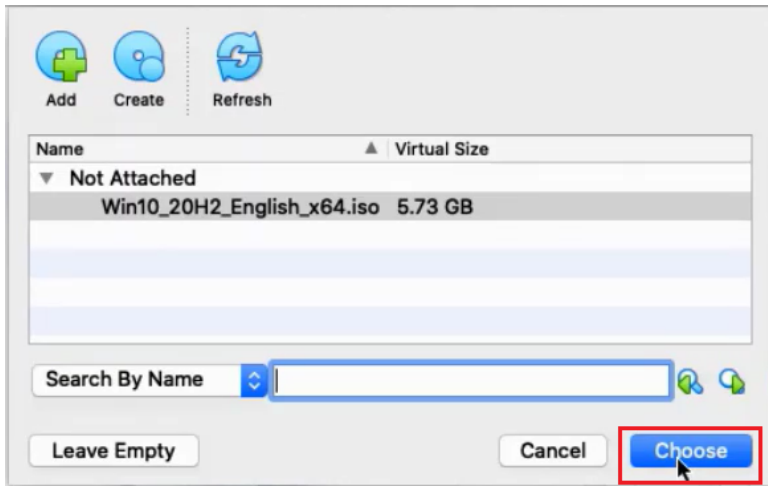 Add Create Refresh
Name Virtual Size
Not Attached
Win10_20H2_English_x64.iso 5.73 GB
Search By Name
Leave Empty Cancel Choose